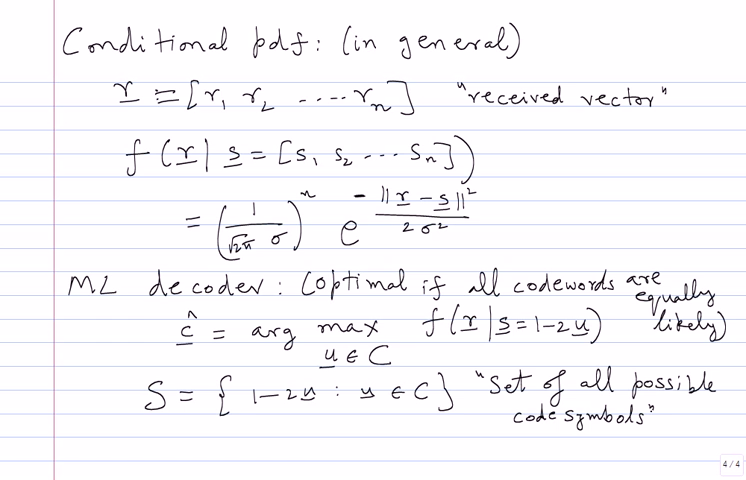 Conditional pdf: (in general)
r = [r₁ r₂ ..... rₙ] "received vector"
f(r | s = [s₁ s₂ ... sₙ])
= (1/(√2π σ))ⁿ e^(-||r - s||²/2σ²)
ML decoder: (optimal if all codewords are equally likely)
ĉ = arg max f(r | s = 1-2u)
u ∈ C
S = { 1-2u : u ∈ C } "Set of all possible
code symbols"
4 / 4